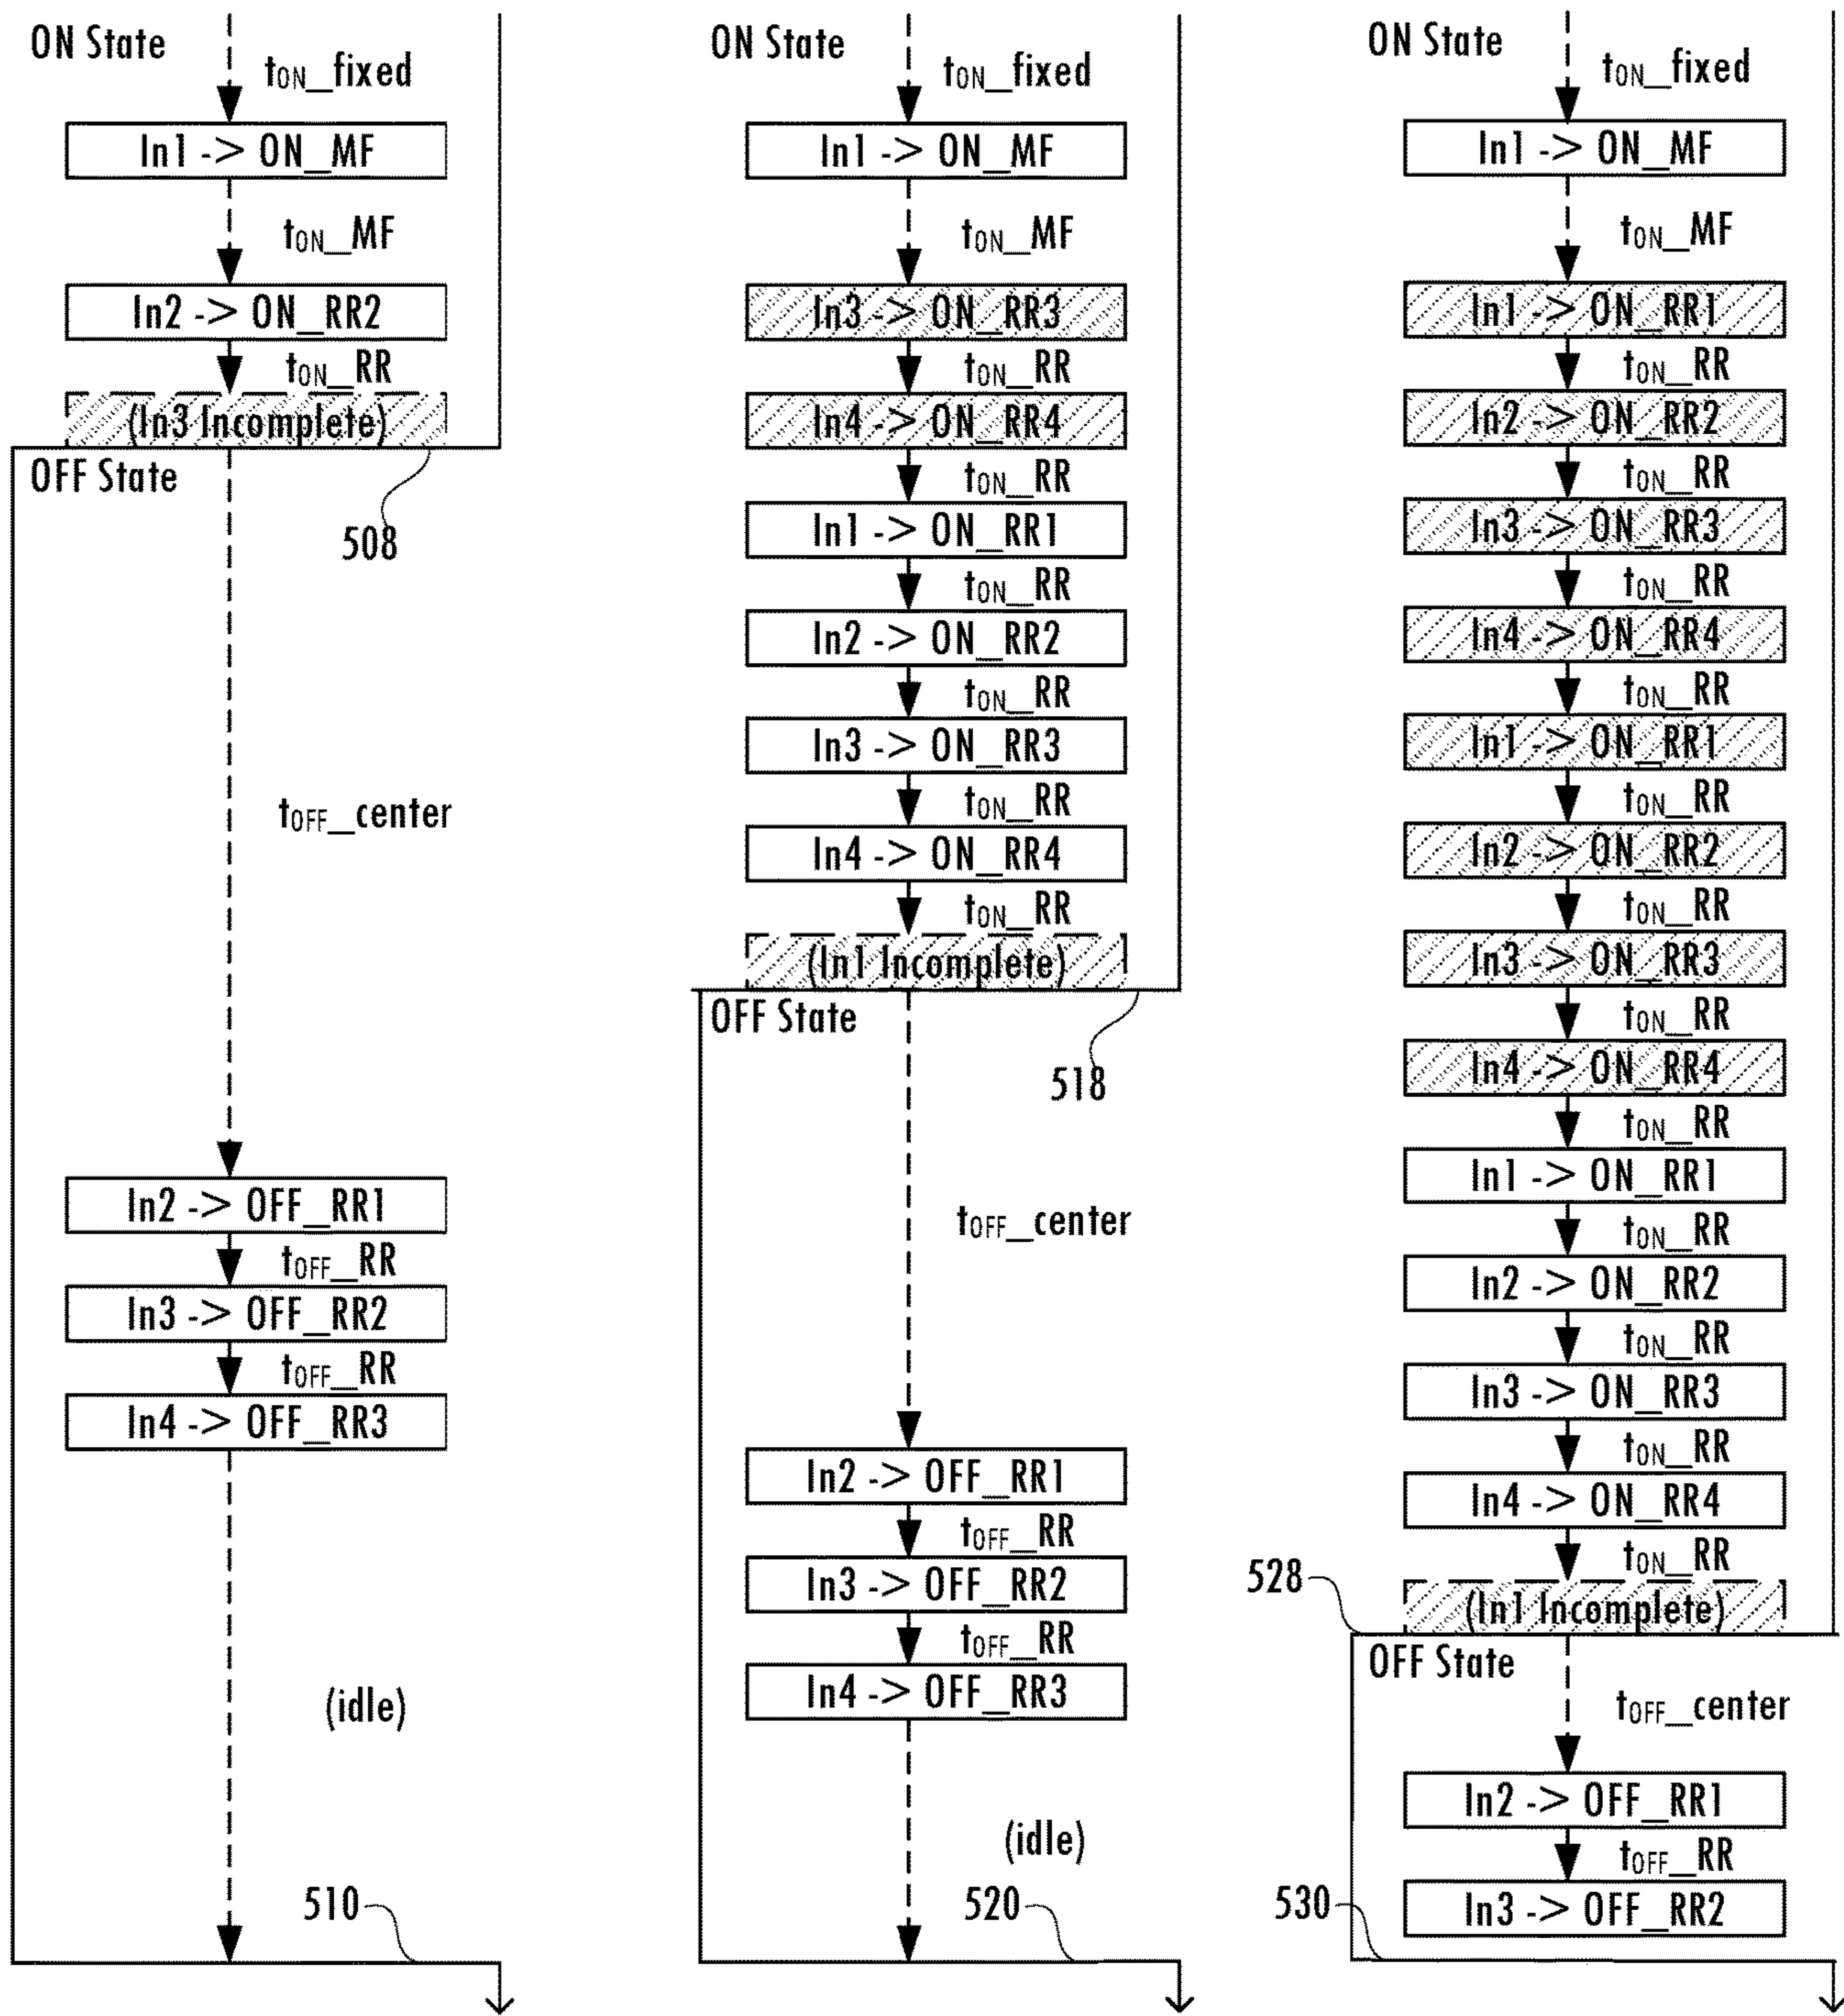 ON State
tON_fixed
In1 -> ON_MF
tON_MF
In2 -> ON_RR2
tON_RR
(In3 Incomplete)
OFF State
508
tOFF_center
In2 -> OFF_RR1
tOFF_RR
In3 -> OFF_RR2
tOFF_RR
In4 -> OFF_RR3
(idle)
510
ON State
tON_fixed
In1 -> ON_MF
tON_MF
In3 -> ON_RR3
tON_RR
In4 -> ON_RR4
tON_RR
In1 -> ON_RR1
tON_RR
In2 -> ON_RR2
tON_RR
In3 -> ON_RR3
tON_RR
In4 -> ON_RR4
tON_RR
(In1 Incomplete)
OFF State
518
tOFF_center
In2 -> OFF_RR1
tOFF_RR
In3 -> OFF_RR2
tOFF_RR
In4 -> OFF_RR3
(idle)
520
ON State
tON_fixed
In1 -> ON_MF
tON_MF
In1 -> ON_RR1
tON_RR
In2 -> ON_RR2
tON_RR
In3 -> ON_RR3
tON_RR
In4 -> ON_RR4
tON_RR
In1 -> ON_RR1
tON_RR
In2 -> ON_RR2
tON_RR
In3 -> ON_RR3
tON_RR
In4 -> ON_RR4
tON_RR
In1 -> ON_RR1
tON_RR
In2 -> ON_RR2
tON_RR
In3 -> ON_RR3
tON_RR
In4 -> ON_RR4
tON_RR
528
(In1 Incomplete)
OFF State
tOFF_center
In2 -> OFF_RR1
tOFF_RR
In3 -> OFF_RR2
530